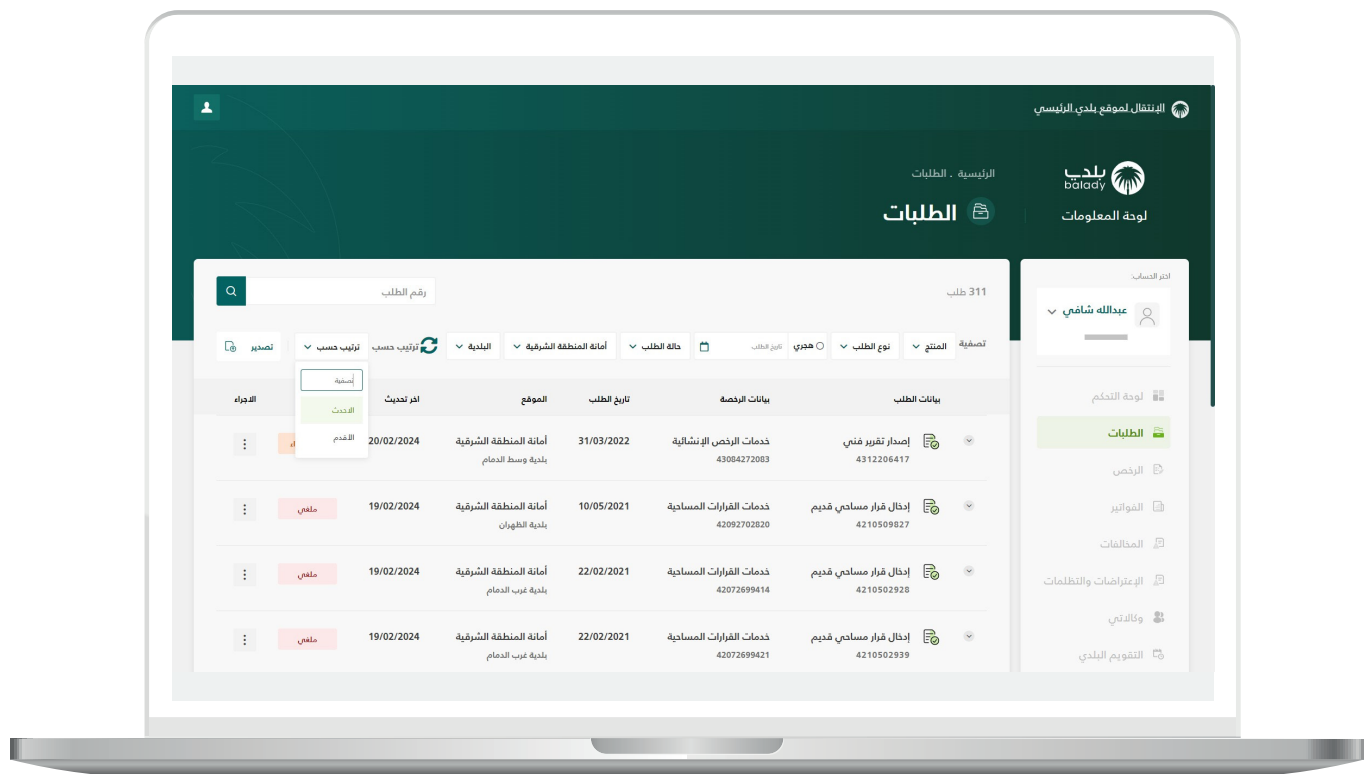 الإنتقال لموقع بلدي الرئيسي
بلدي
balady
لوحة المعلومات
الرئيسية . الطلبات
الطلبات
اختر الحساب:
عبدالله شافي
لوحة التحكم
الطلبات
الرخص
الفواتير
المخالفات
الإعتراضات والتظلمات
وكالاتي
التقويم البلدي
311 طلب
رقم الطلب
تصفية المنتج نوع الطلب هجري تاريخ الطلب حالة الطلب أمانة المنطقة الشرقية البلدية ترتيب حسب ترتيب حسب تصدير
تصفية
الاحدث
الأقدم
بيانات الطلب بيانات الرخصة تاريخ الطلب الموقع اخر تحديث الاجراء
إصدار تقرير فني خدمات الرخص الإنشائية 31/03/2022 أمانة المنطقة الشرقية 20/02/2024
4312206417 43084272083 بلدية وسط الدمام
إدخال قرار مساحي قديم خدمات القرارات المساحية 10/05/2021 أمانة المنطقة الشرقية 19/02/2024 ملغي
4210509827 42092702820 بلدية الظهران
إدخال قرار مساحي قديم خدمات القرارات المساحية 22/02/2021 أمانة المنطقة الشرقية 19/02/2024 ملغي
4210502928 42072699414 بلدية غرب الدمام
إدخال قرار مساحي قديم خدمات القرارات المساحية 22/02/2021 أمانة المنطقة الشرقية 19/02/2024 ملغي
4210502939 42072699421 بلدية غرب الدمام